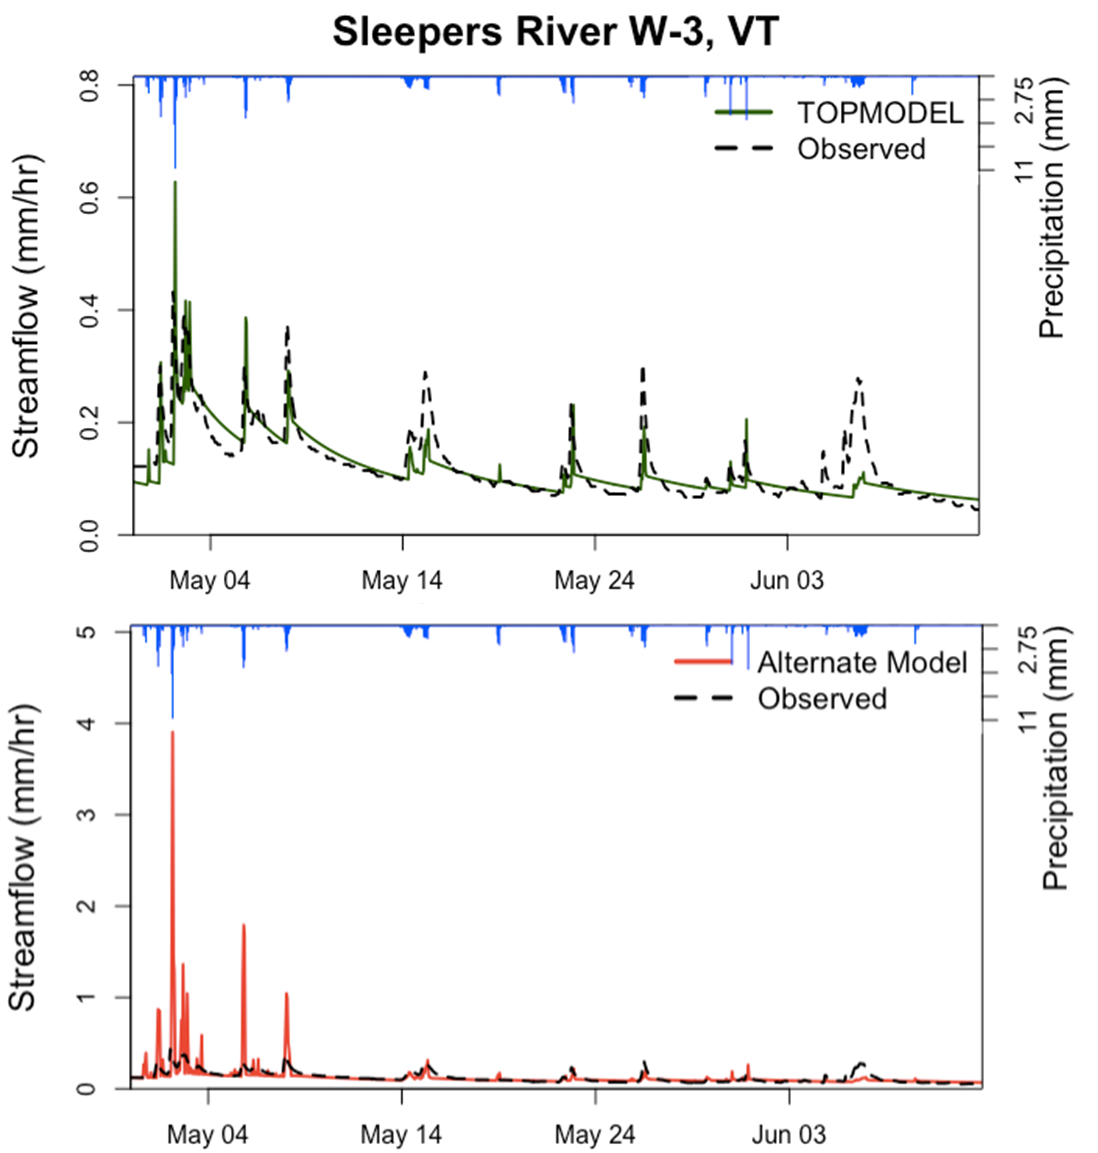 Sleepers River W-3, VT
Streamflow (mm/hr)
0.8
0.6
0.4
0.2
0.0
TOPMODEL
Observed
2.75
11
Precipitation (mm)
May 04
May 14
May 24
Jun 03
Streamflow (mm/hr)
5
4
3
2
1
0
Alternate Model
Observed
2.75
11
Precipitation (mm)
May 04
May 14
May 24
Jun 03